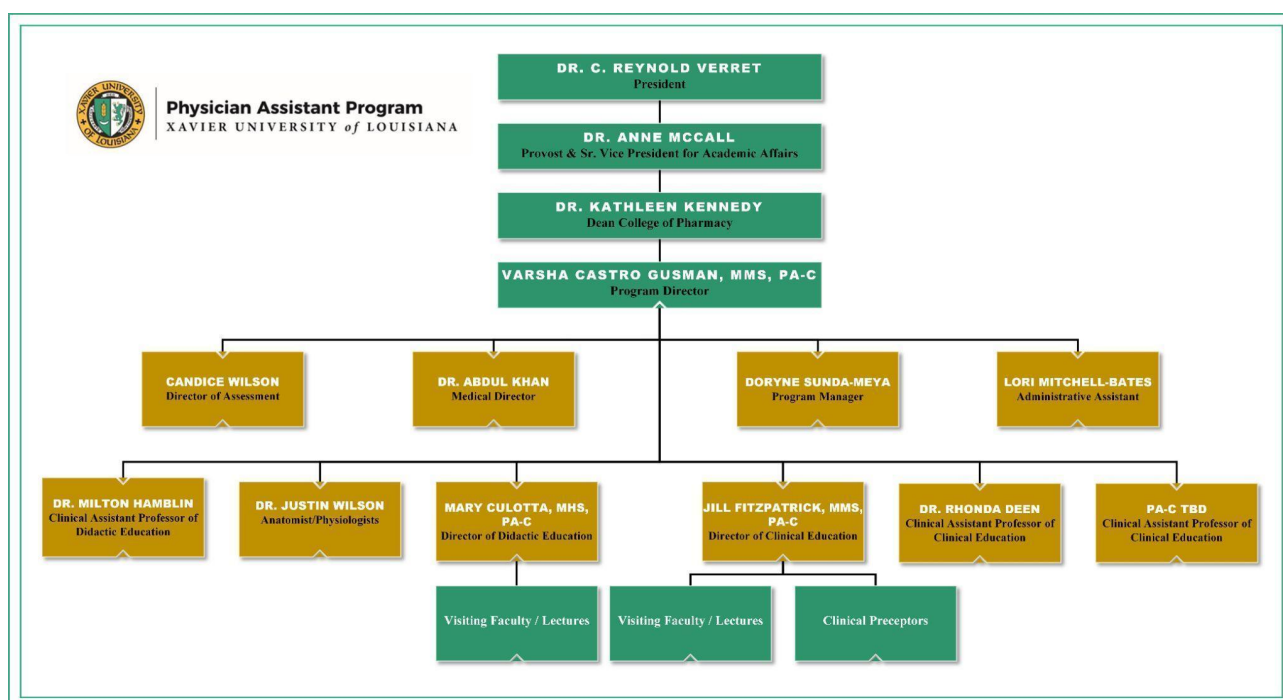 XAVIER UNIVERSITY
OF LOUISIANA
Physician Assistant Program
XAVIER UNIVERSITY of LOUISIANA
DR. C. REYNOLD VERRET
President
DR. ANNE MCCALL
Provost & Sr. Vice President for Academic Affairs
DR. KATHLEEN KENNEDY
Dean College of Pharmacy
VARSHA CASTRO GUSMAN, MMS, PA-C
Program Director
CANDICE WILSON
Director of Assessment
DR. ABDUL KHAN
Medical Director
DORYNE SUNDA-MEYA
Program Manager
LORI MITCHELL-BATES
Administrative Assistant
DR. MILTON HAMBLIN
Clinical Assistant Professor of
Didactic Education
DR. JUSTIN WILSON
Anatomist/Physiologists
MARY CULOTTA, MHS,
PA-C
Director of Didactic Education
JILL FITZPATRICK, MMS,
PA-C
Director of Clinical Education
DR. RHONDA DEEN
Clinical Assistant Professor of
Clinical Education
PA-C TBD
Clinical Assistant Professor of
Clinical Education
Visiting Faculty / Lectures
Visiting Faculty / Lectures
Clinical Preceptors